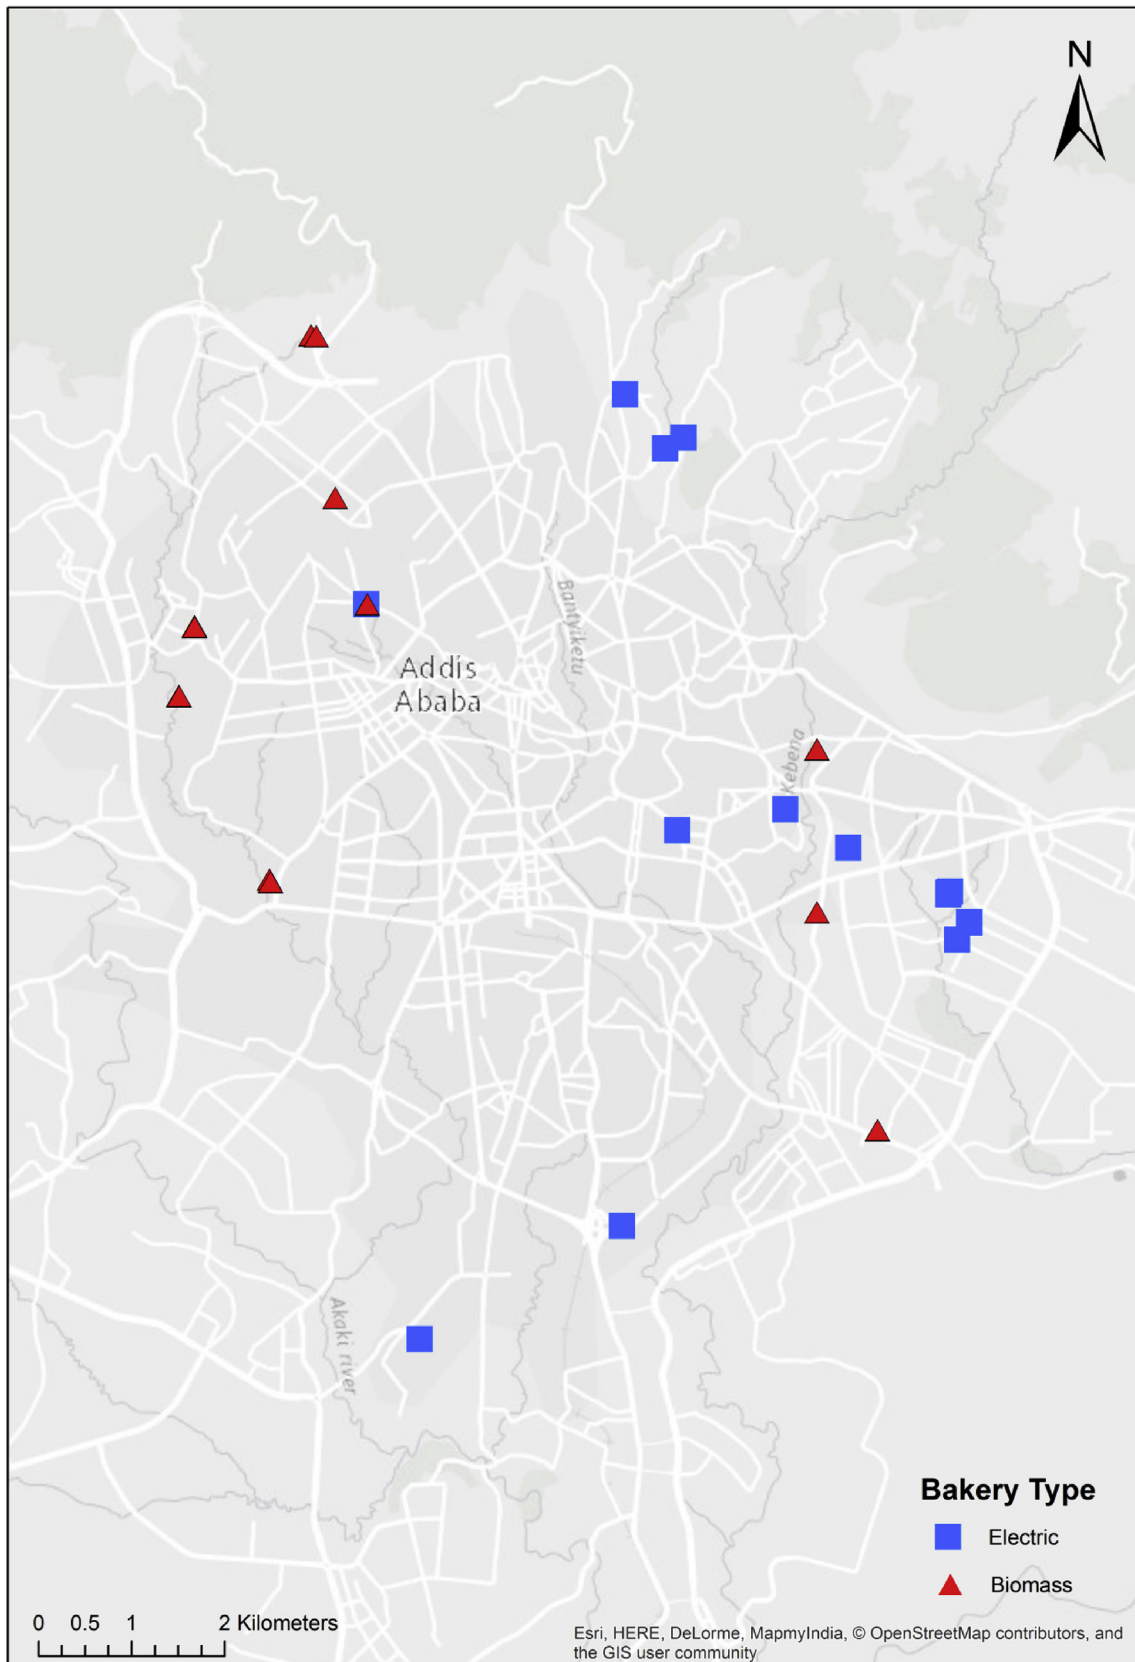 N
Bantyiketu
Addis
Ababa
Kebena
Akaki river
Bakery Type
Electric
Biomass
0 0.5 1 2 Kilometers
Esri, HERE, DeLorme, MapmyIndia, © OpenStreetMap contributors, and
the GIS user community